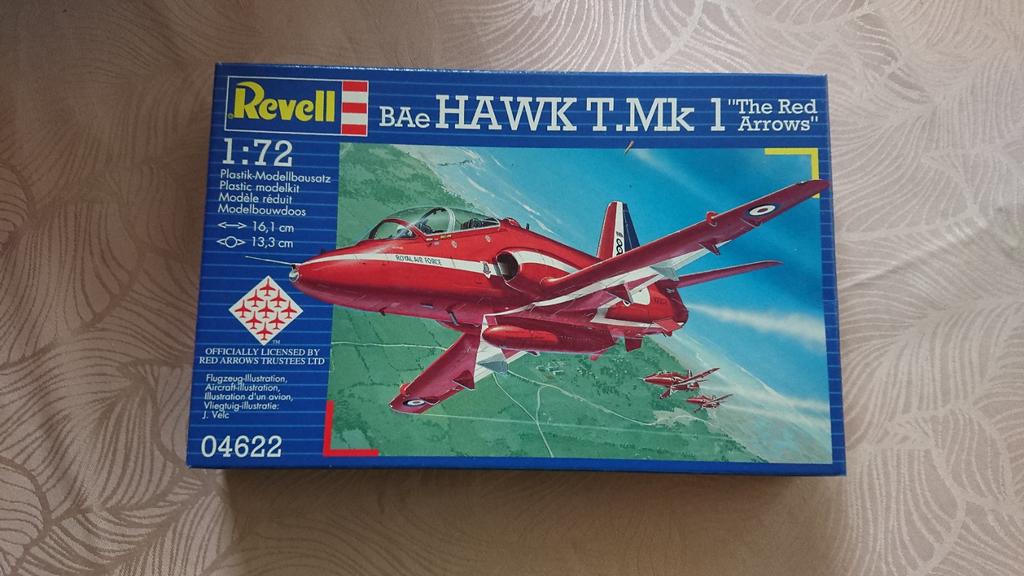 Revell
BAe HAWK T.Mk 1 "The Red Arrows"
1:72
Plastik-Modellbausatz
Plastic modelkit
Modèle réduit
Modelbouwdoos
16,1 cm
13,3 cm
ROYAL AIR FORCE
TM
OFFICIALLY LICENSED BY
RED ARROWS TRUSTEES LTD
Flugzeug-Illustration,
Aircraft-illustration,
Illustration d'un avion,
Vliegtuig-illustratie:
J. Velc
04622